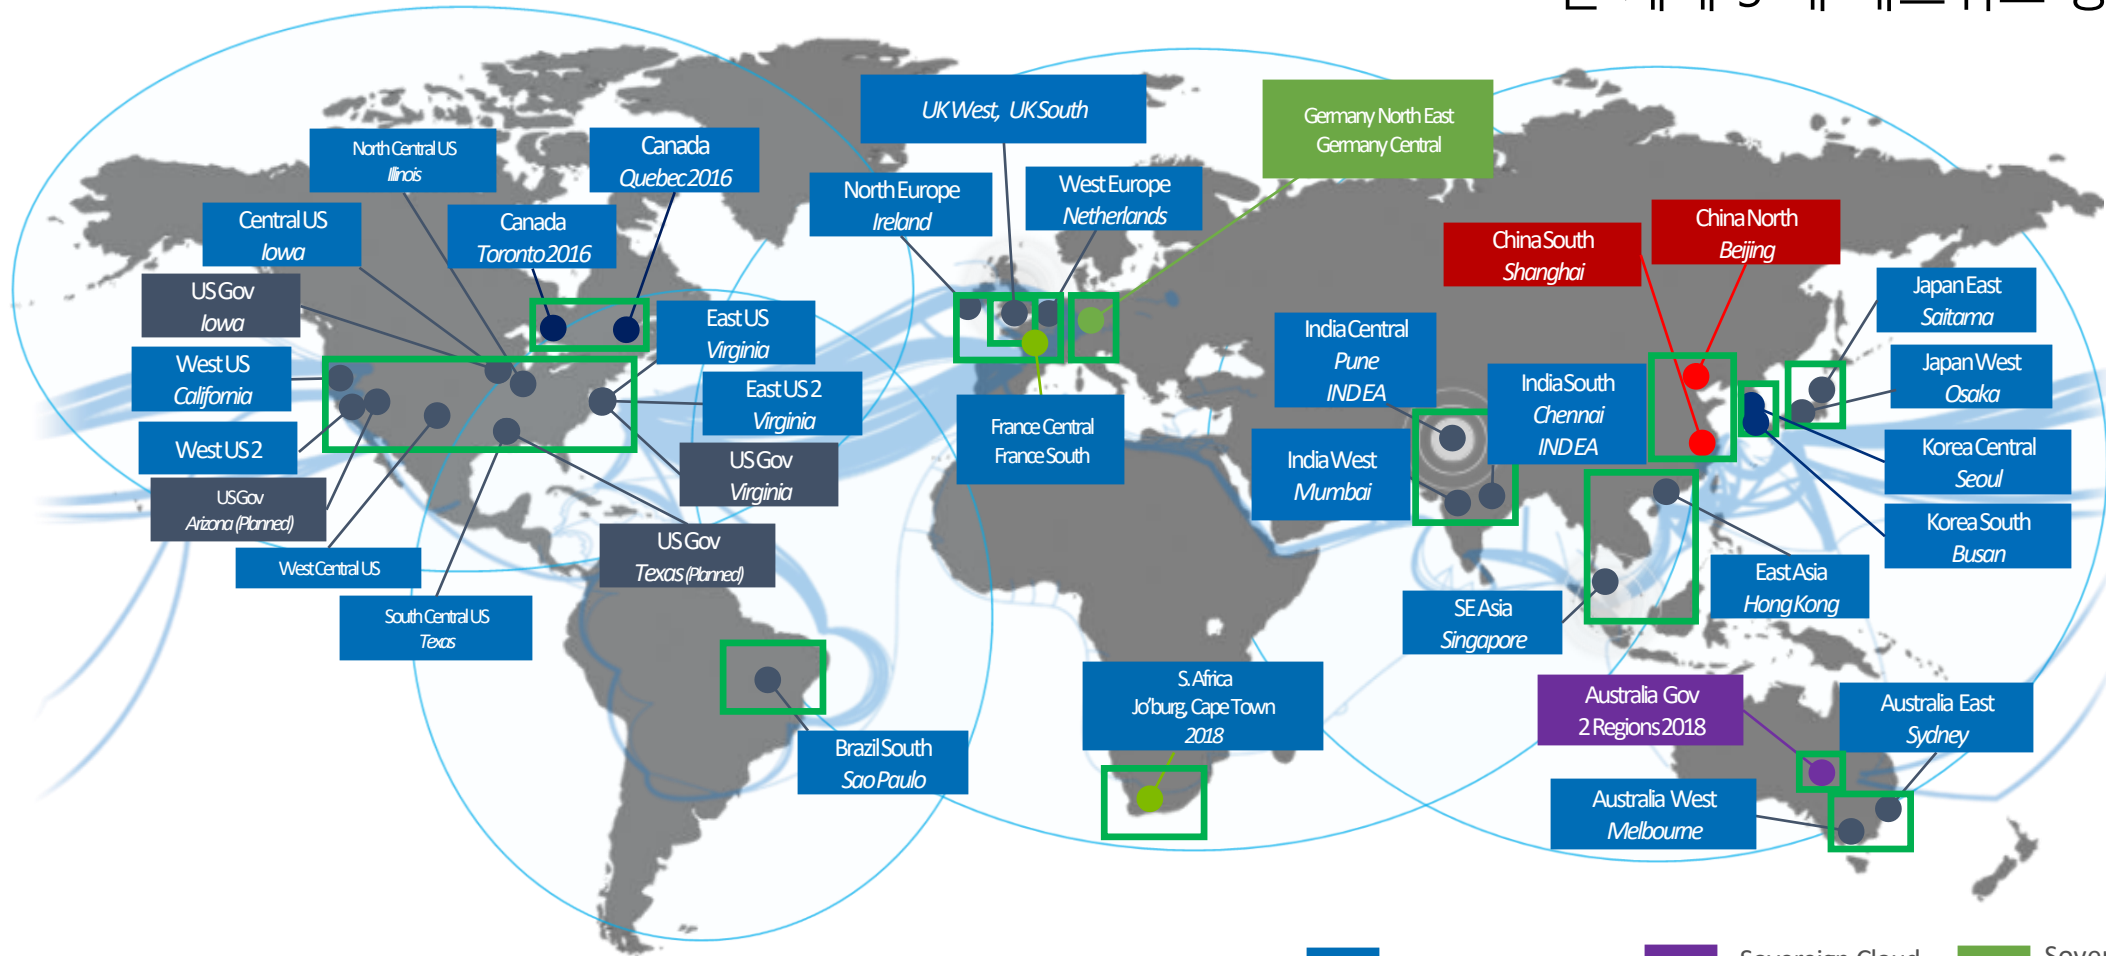 UK West, UK South
Germany North East
Germany Central
North Central US
Illinois
Canada
Quebec 2016
North Europe
Ireland
West Europe
Netherlands
Central US
Iowa
Canada
Toronto 2016
China South
Shanghai
China North
Beijing
US Gov
Iowa
Japan East
Saitama
East US
Virginia
India Central
Pune
IND EA
West US
California
East US 2
Virginia
India South
Chennai
IND EA
Japan West
Osaka
West US 2
France Central
France South
India West
Mumbai
Korea Central
Seoul
US Gov
Virginia
US Gov
Arizona (Planned)
Korea South
Busan
US Gov
Texas (Planned)
West Central US
East Asia
Hong Kong
South Central US
Texas
SE Asia
Singapore
S. Africa
Jo'burg, Cape Town
2018
Australia Gov
2 Regions 2018
Australia East
Sydney
Brazil South
Sao Paulo
Australia West
Melbourne
Sovereign Cloud